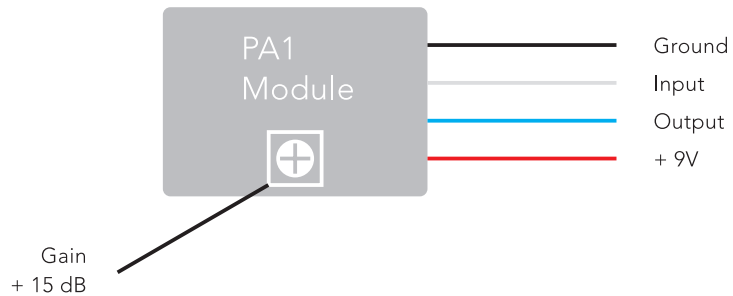 PA1
Module
Ground
Input
Output
+ 9V
Gain
+ 15 dB